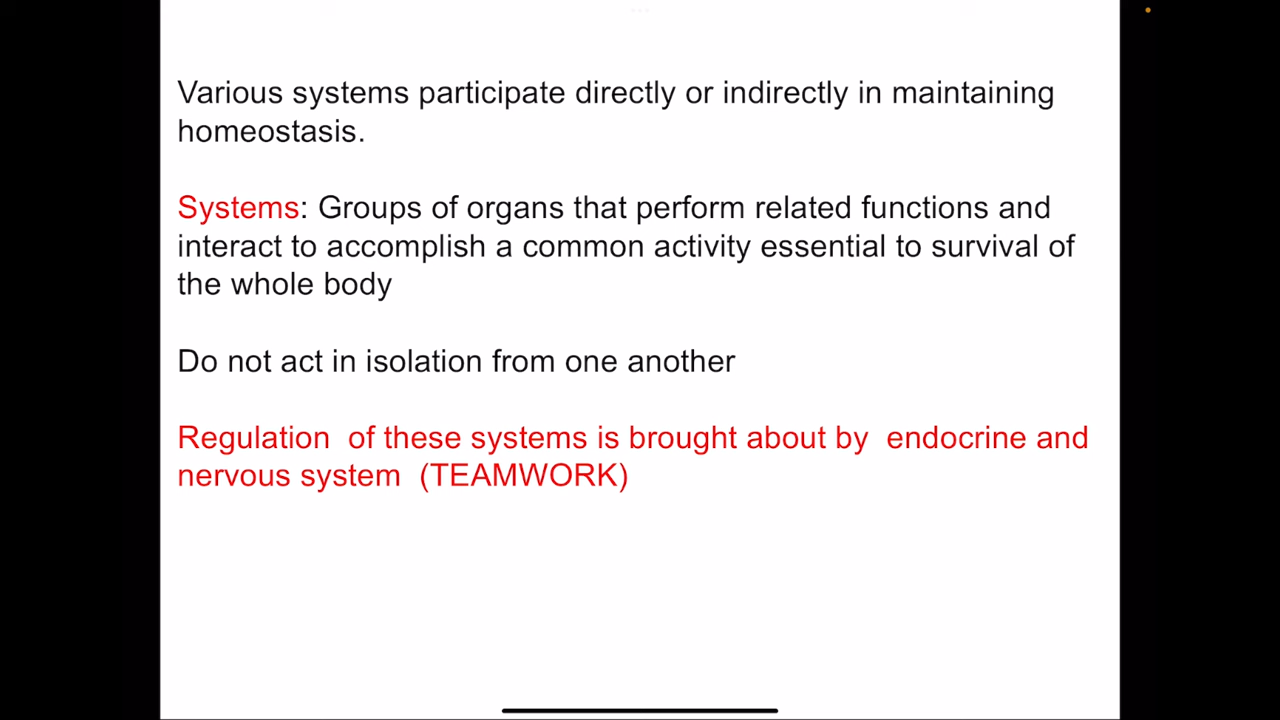 Various systems participate directly or indirectly in maintaining
homeostasis.
Systems: Groups of organs that perform related functions and
interact to accomplish a common activity essential to survival of
the whole body
Do not act in isolation from one another
Regulation  of these systems is brought about by  endocrine and
nervous system  (TEAMWORK)